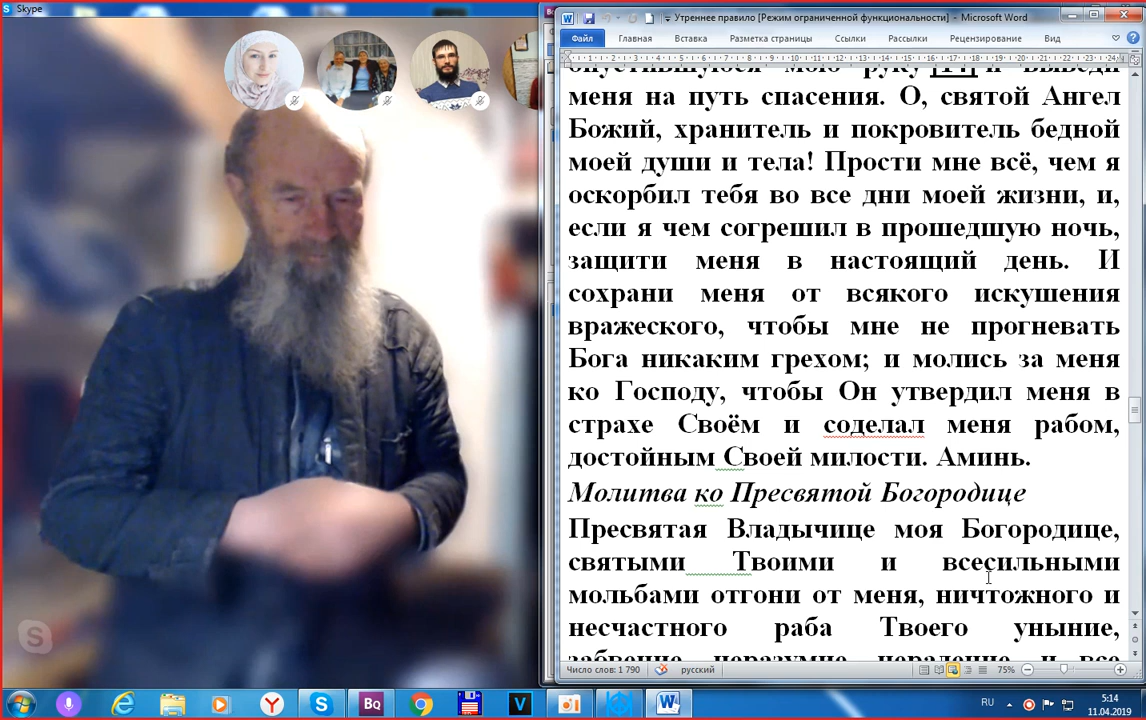 Skype
Утреннее правило [Режим ограниченной функциональности] - Microsoft Word
Файл Главная Вставка Разметка страницы Ссылки Рассылки Рецензирование Вид
мою руку и выведи
меня на путь спасения. О, святой Ангел
Божий, хранитель и покровитель бедной
моей души и тела! Прости мне всё, чем я
оскорбил тебя во все дни моей жизни, и,
если я чем согрешил в прошедшую ночь,
защити меня в настоящий день. И
сохрани меня от всякого искушения
вражеского, чтобы мне не прогневать
Бога никаким грехом; и молись за меня
ко Господу, чтобы Он утвердил меня в
страхе Своём и соделал меня рабом,
достойным Своей милости. Аминь.
Молитва ко Пресвятой Богородице
Пресвятая Владычице моя Богородице,
святыми Твоими и всесильными
мольбами отгони от меня, ничтожного и
несчастного раба Твоего уныние,
Число слов: 1 790 русский 75%
Bq
RU
5:14
11.04.2019